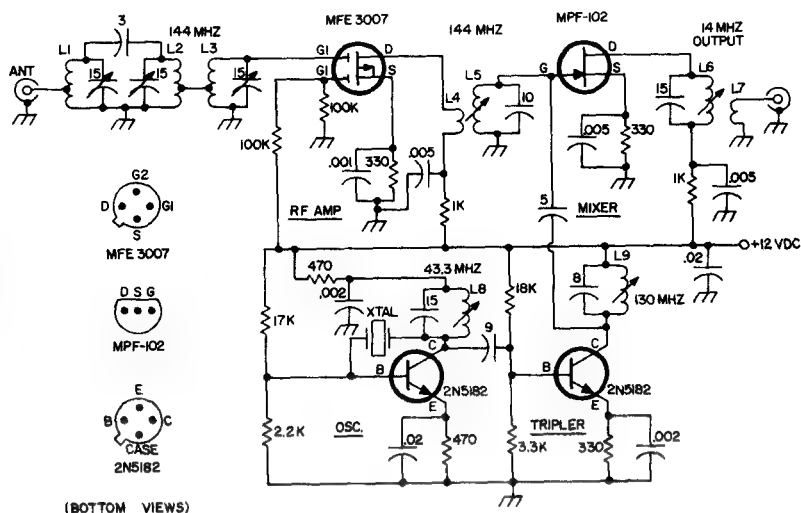 MFE 3007
MPF-102
144 MHZ
144 MHZ
14 MHZ
OUTPUT
3
L1
L2
L3
ANT
15
15
15
G1
G1
D
S
100K
100K
L4
L5
10
G
D
S
15
L6
L7
.001
330
.005
.005
330
1K
1K
.005
RF AMP
MIXER
5
G2
D
G1
S
MFE 3007
+12 VDC
.02
470
43.3 MHZ
.002
XTAL
15
L8
18K
8
L9
130 MHZ
D S G
MPF-102
17K
9
C
B
2N5182
E
C
B
2N5182
E
E
B
C
CASE
2N5182
2.2K
OSC.
.02
470
3.3K
TRIPLER
330
.002
(BOTTOM VIEWS)